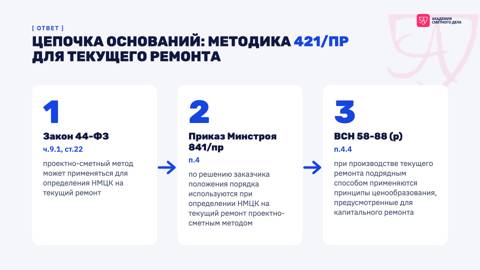 [ ОТВЕТ ]
АКАДЕМИЯ
СМЕТНОГО ДЕЛА
ЦЕПОЧКА ОСНОВАНИЙ: МЕТОДИКА 421/ПР
ДЛЯ ТЕКУЩЕГО РЕМОНТА
1
Закон 44-ФЗ
ч.9.1, ст.22
проектно-сметный метод
может применяться для
определения НМЦК на
текущий ремонт
2
Приказ Минстроя
841/пр
п.4
по решению заказчика
положения порядка
используются при
определении НМЦК на
текущий ремонт проектно-
сметным методом
3
ВСН 58-88 (р)
п.4.4
при производстве текущего
ремонта подрядным
способом применяются
принципы ценообразования,
предусмотренные для
капитального ремонта